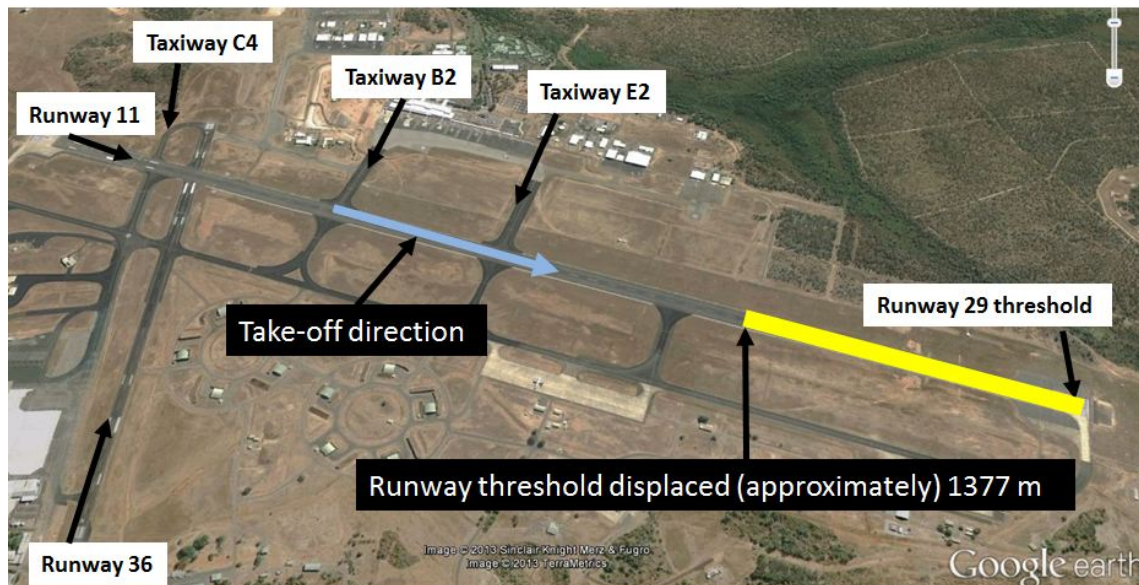 Taxiway C4
Taxiway B2
Taxiway E2
Runway 11
Take-off direction
Runway 29 threshold
Runway threshold displaced (approximately) 1377 m
Runway 36
Image © 2013 Sinclair Knight Merz & Fugro
Image © 2013 TerraMetrics
Google earth